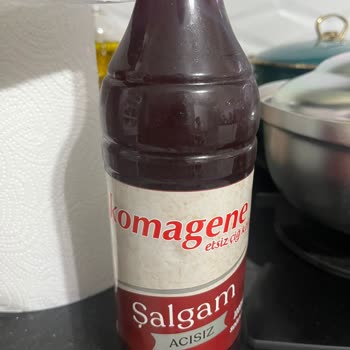 komagene
etsiz çiğ
Şalgam
ACISIZ